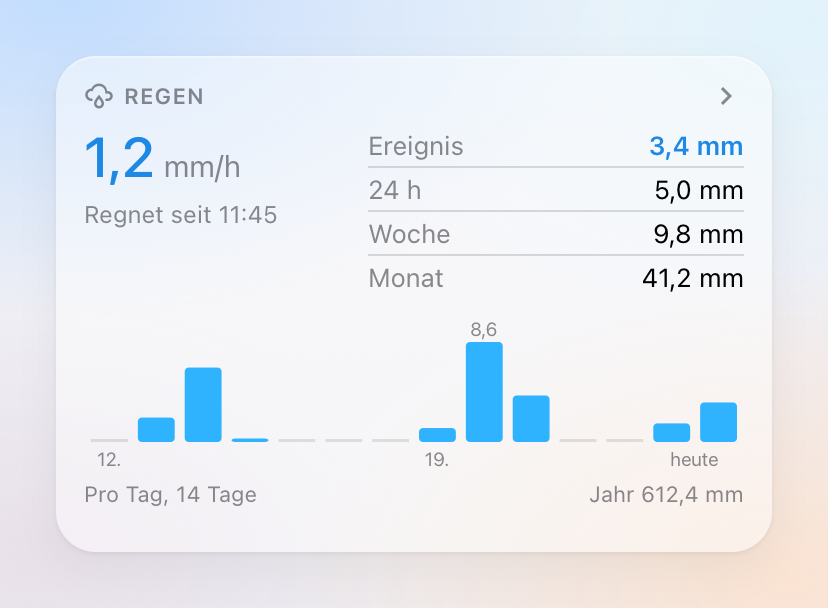 REGEN
1,2 mm/h
Regnet seit 11:45
Ereignis 3,4 mm
24 h 5,0 mm
Woche 9,8 mm
Monat 41,2 mm
8,6
12. 19. heute
Pro Tag, 14 Tage Jahr 612,4 mm